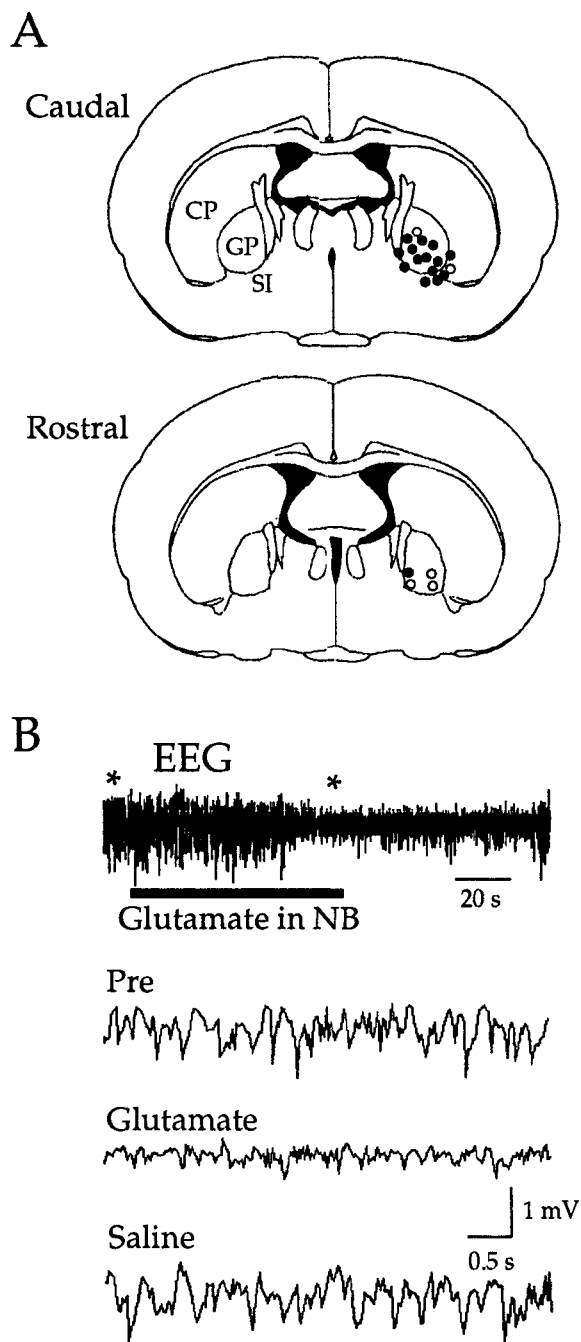 A
Caudal
CP
GP
SI
Rostral
B
EEG
* *
20 s
Glutamate in NB
Pre
Glutamate
1 mV
0.5 s
Saline